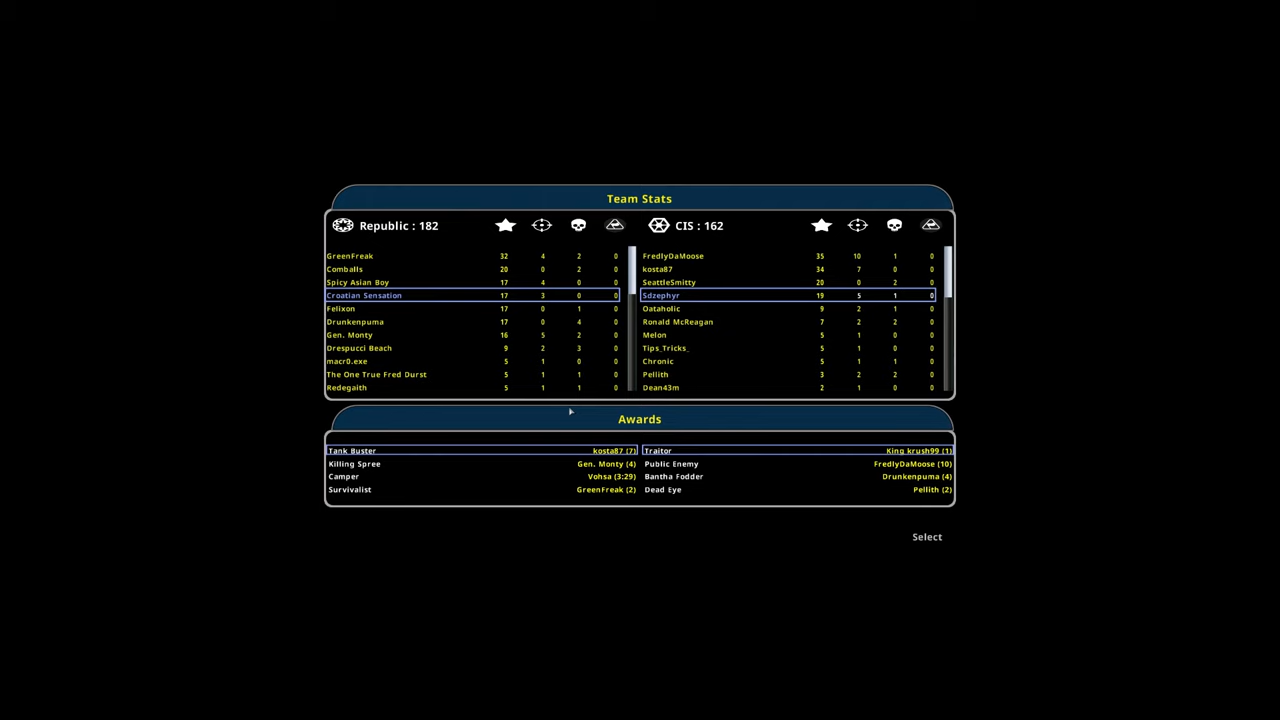 Team Stats
Republic : 182
GreenFreak 32 4 2 0
Comballs 20 0 2 0
Spicy Asian Boy 17 4 0 0
Croatian Sensation 17 3 0 0
Felixon 17 0 1 0
Drunkenpuma 17 0 4 0
Gen. Monty 16 5 2 0
Drespucci Beach 9 2 3 0
macr0.exe 5 1 0 0
The One True Fred Durst 5 1 1 0
Redegaith 5 1 1 0
CIS : 162
FredlyDaMoose 35 10 1 0
kosta87 34 7 0 0
SeattleSmitty 20 0 2 0
Sdzephyr 19 5 1 0
Oataholic 9 2 1 0
Ronald McReagan 7 2 2 0
Melon 5 1 0 0
Tips_Tricks_ 5 1 0 0
Chronic 5 1 1 0
Pellith 3 2 2 0
Dean43m 2 1 0 0
Awards
Tank Buster kosta87 (7)
Killing Spree Gen. Monty (4)
Camper Vohsa (3:29)
Survivalist GreenFreak (2)
Traitor King krush99 (1)
Public Enemy FredlyDaMoose (10)
Bantha Fodder Drunkenpuma (4)
Dead Eye Pellith (2)
Select